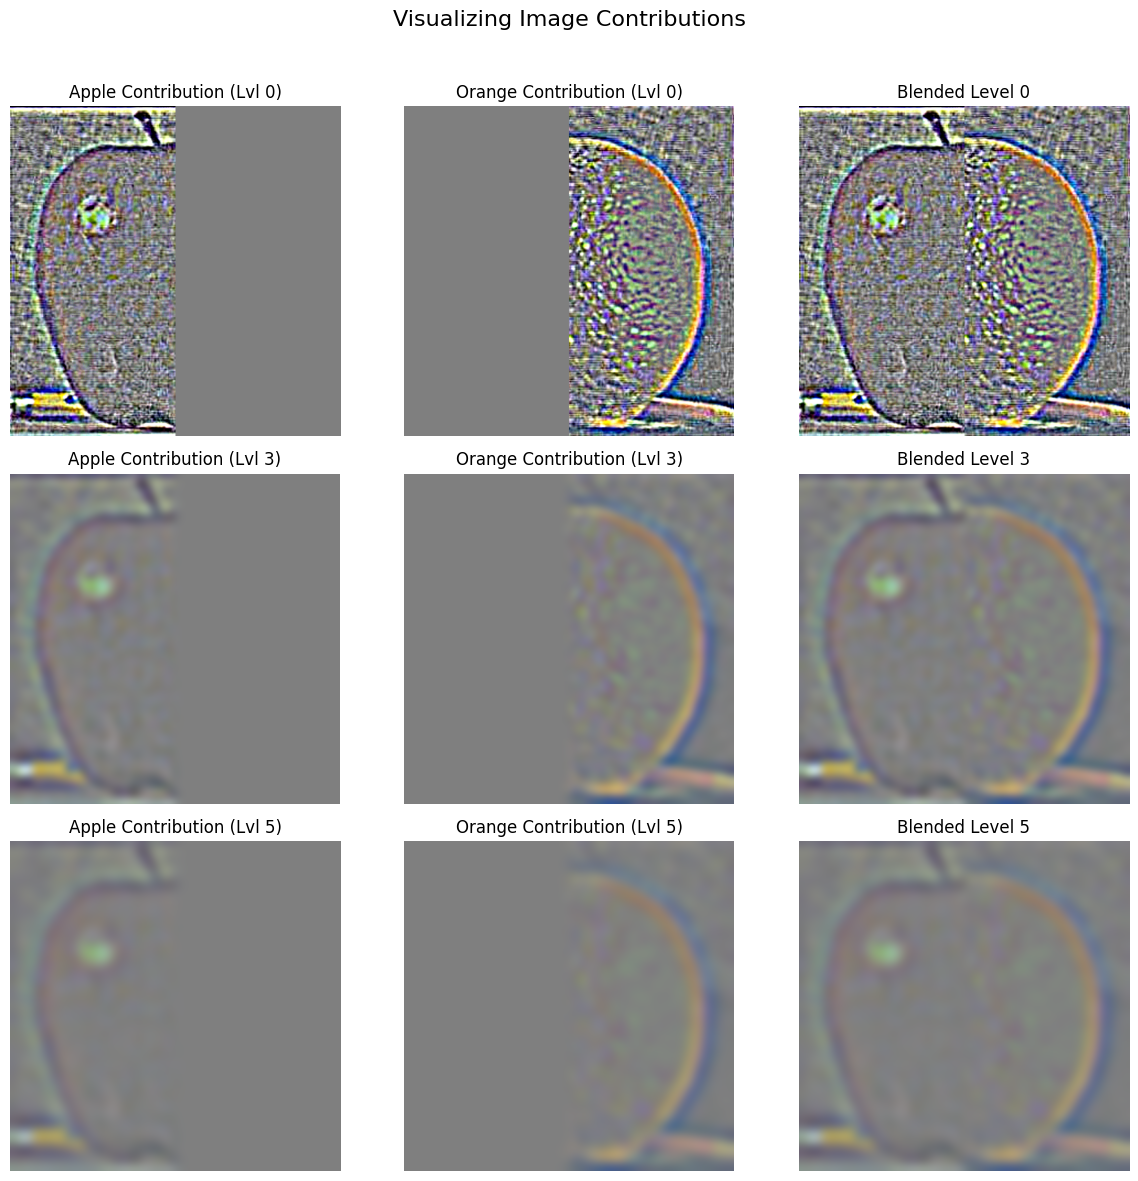 Visualizing Image Contributions
Apple Contribution (Lvl 0)
Orange Contribution (Lvl 0)
Blended Level 0
Apple Contribution (Lvl 3)
Orange Contribution (Lvl 3)
Blended Level 3
Apple Contribution (Lvl 5)
Orange Contribution (Lvl 5)
Blended Level 5